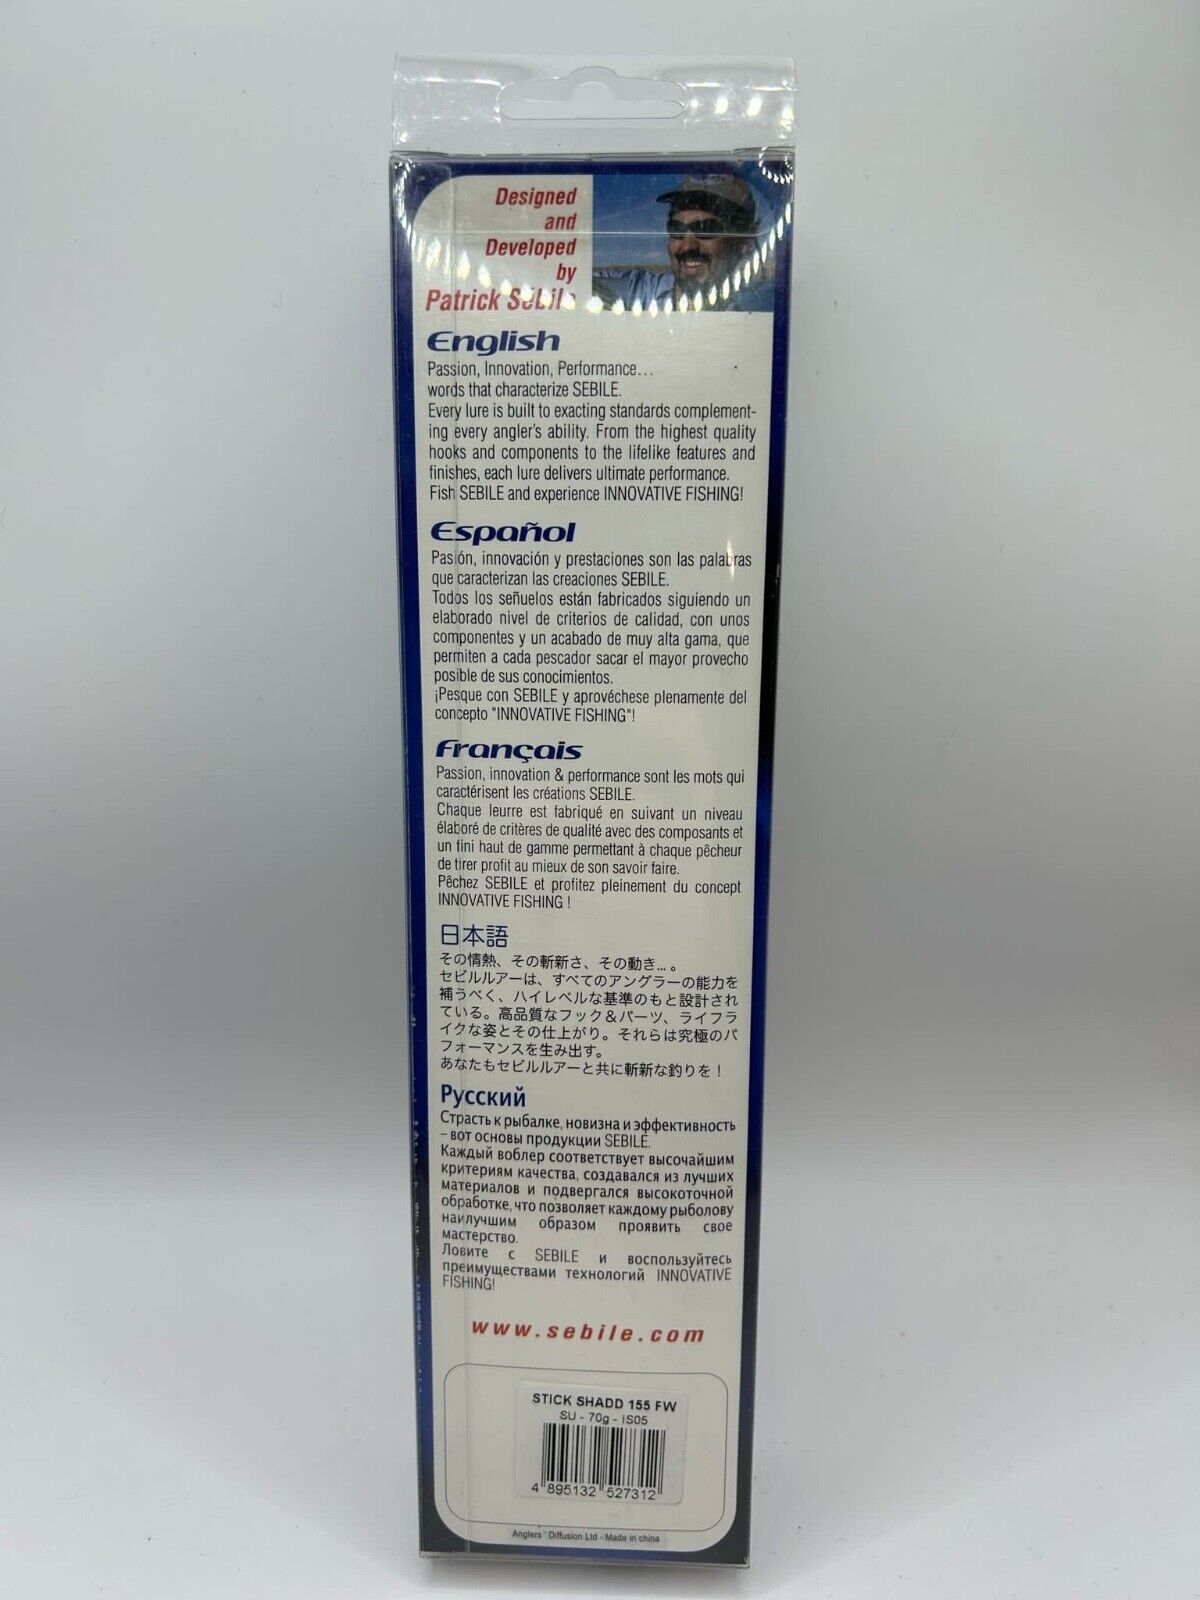 Designed
and
Developed
by
Patrick Sébile
English
Passion, Innovation, Performance...
words that characterize SEBILE.
Every lure is built to exacting standards complement-
ing every angler's ability. From the highest quality
hooks and components to the lifelike features and
finishes, each lure delivers ultimate performance.
Fish SEBILE and experience INNOVATIVE FISHING!
Español
Pasión, innovación y prestaciones son las palabras
que caracterizan las creaciones SEBILE.
Todos los señuelos están fabricados siguiendo un
elaborado nivel de criterios de calidad, con unos
componentes y un acabado de muy alta gama, que
permiten a cada pescador sacar el mayor provecho
posible de sus conocimientos.
¡Pesque con SEBILE y aprovéchese plenamente del
concepto "INNOVATIVE FISHING"!
Français
Passion, innovation & performance sont les mots qui
caractérisent les créations SEBILE.
Chaque leurre est fabriqué en suivant un niveau
élaboré de critères de qualité avec des composants et
un fini haut de gamme permettant à chaque pêcheur
de tirer profit au mieux de son savoir faire.
Pêchez SEBILE et profitez pleinement du concept
INNOVATIVE FISHING !
日本語
その情熱、その斬新さ、その動き... 。
セビルルアーは、すべてのアングラーの能力を
補うべく、ハイレベルな基準のもと設計され
ている。高品質なフック＆パーツ、ライフラ
イクな姿とその仕上がり。それらは究極のパ
フォーマンスを生み出す。
あなたもセビルルアーと共に斬新な釣りを！
Русский
Страсть к рыбалке, новизна и эффективность
– вот основы продукции SEBILE.
Каждый воблер соответствует высочайшим
критериям качества, создавался из лучших
материалов и подвергался высокоточной
обработке, что позволяет каждому рыболову
наилучшим образом проявить свое
мастерство.
Ловите с SEBILE и воспользуйтесь
преимуществами технологий INNOVATIVE
FISHING!
www.sebile.com
STICK SHADD 155 FW
SU - 70g - IS05
4 895132 527312
Anglers' Diffusion Ltd - Made in china